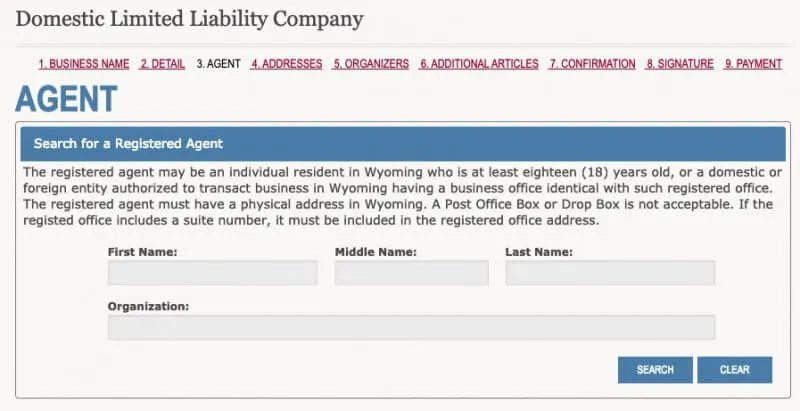 Domestic Limited Liability Company
1. BUSINESS NAME 2. DETAIL 3. AGENT 4. ADDRESSES 5. ORGANIZERS 6. ADDITIONAL ARTICLES 7. CONFIRMATION 8. SIGNATURE 9. PAYMENT
AGENT
Search for a Registered Agent
The registered agent may be an individual resident in Wyoming who is at least eighteen (18) years old, or a domestic or
foreign entity authorized to transact business in Wyoming having a business office identical with such registered office.
The registered agent must have a physical address in Wyoming. A Post Office Box or Drop Box is not acceptable. If the
registed office includes a suite number, it must be included in the registered office address.
First Name: Middle Name: Last Name:
Organization:
SEARCH CLEAR